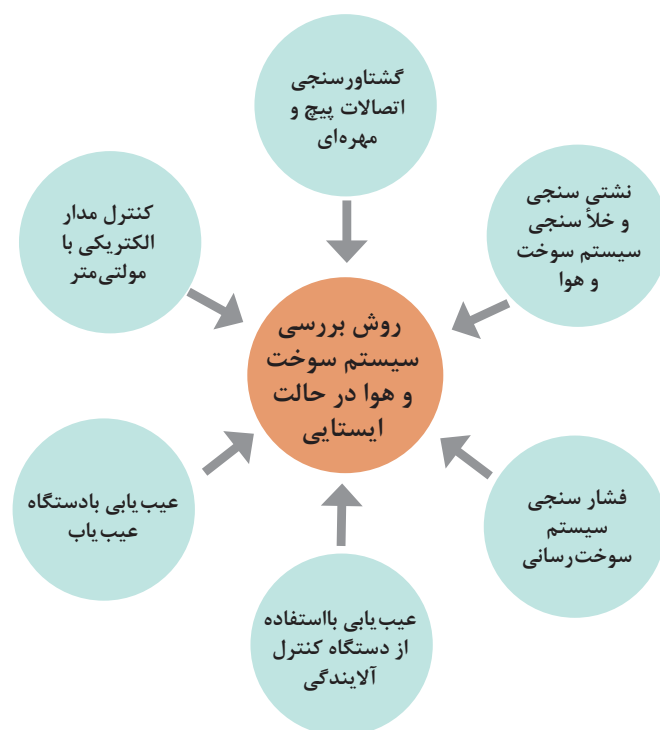 گشتاورسنجی
اتصالات پیچ و
مهره‌ای
نشتی سنجی
و خلأ سنجی
سیستم سوخت
و هوا
کنترل مدار
الکتریکی با
مولتی‌متر
روش بررسی
سیستم سوخت
و هوا در حالت
ایستایی
فشار سنجی
سیستم
سوخت‌رسانی
عیب‌یابی بادستگاه
عیب‌یاب
عیب‌یابی بااستفاده
از دستگاه کنترل
آلایندگی